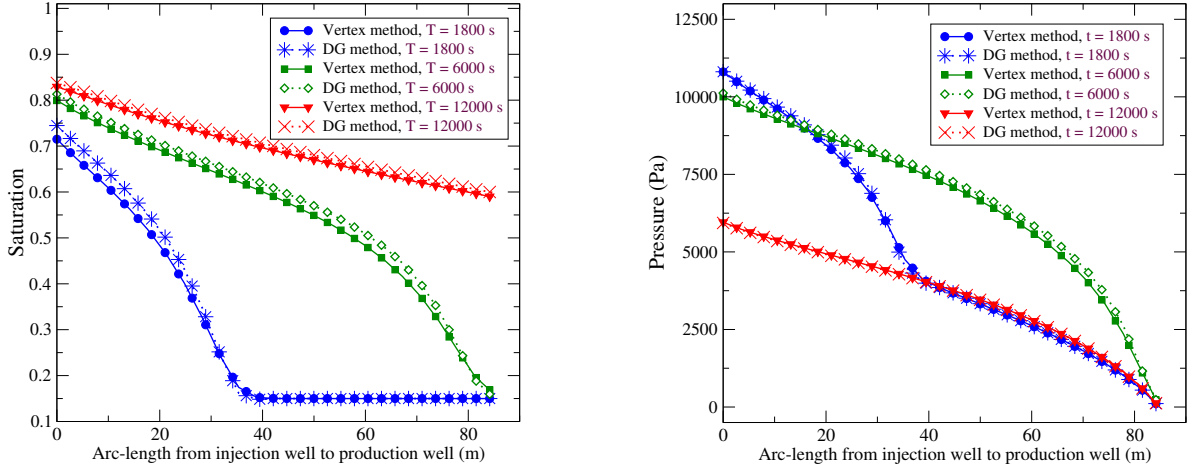 1
0.9
0.8
0.7
0.6
0.5
0.4
0.3
0.2
0.1
Saturation
0 20 40 60 80
Arc-length from injection well to production well (m)
Vertex method, T = 1800 s
DG method, T = 1800 s
Vertex method, T = 6000 s
DG method, T = 6000 s
Vertex method, T = 12000 s
DG method, T = 12000 s
12500
10000
7500
5000
2500
0
Pressure (Pa)
0 20 40 60 80
Arc-length from injection well to production well (m)
Vertex method, t = 1800 s
DG method, t = 1800 s
Vertex method, t = 6000 s
DG method, t = 6000 s
Vertex method, t = 12000 s
DG method, t = 12000 s